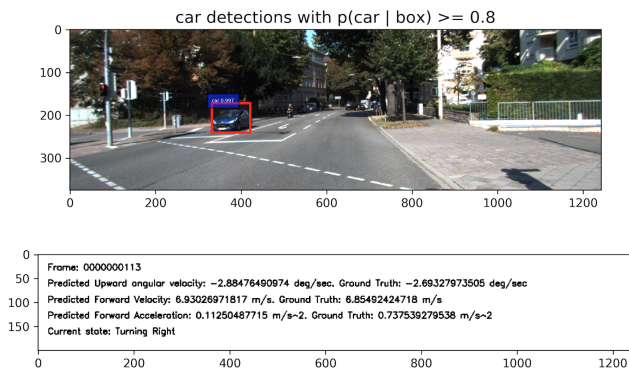 car detections with p(car | box) >= 0.8
0
100
200
300
car 0.997
0 200 400 600 800 1000 1200
0
50
100
150
Frame: 0000000113
Predicted Upward angular velocity: -2.88476490974 deg/sec. Ground Truth: -2.69327973505 deg/sec
Predicted Forward Velocity: 6.93026971817 m/s. Ground Truth: 6.85492424718 m/s
Predicted Forward Acceleration: 0.11250487715 m/s~2. Ground Truth: 0.737539279538 m/s~2
Current state: Turning Right
0 200 400 600 800 1000 1200